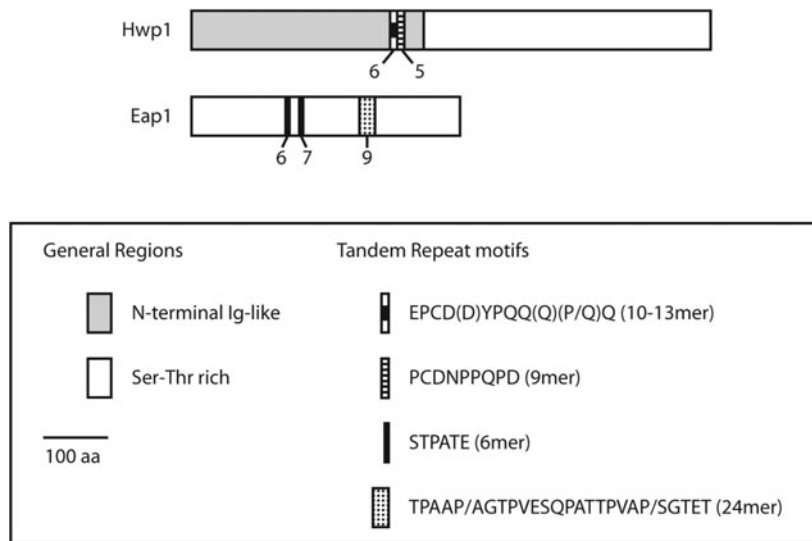 Hwp1
6 5
Eap1
6 7 9
General Regions
Tandem Repeat motifs
N-terminal Ig-like
EPCD(D)YPQQ(Q)(P/Q)Q (10-13mer)
Ser-Thr rich
PCDNPPQPD (9mer)
100 aa
STPATE (6mer)
TPAAP/AGTPVESQPATTPVAP/SGTET (24mer)